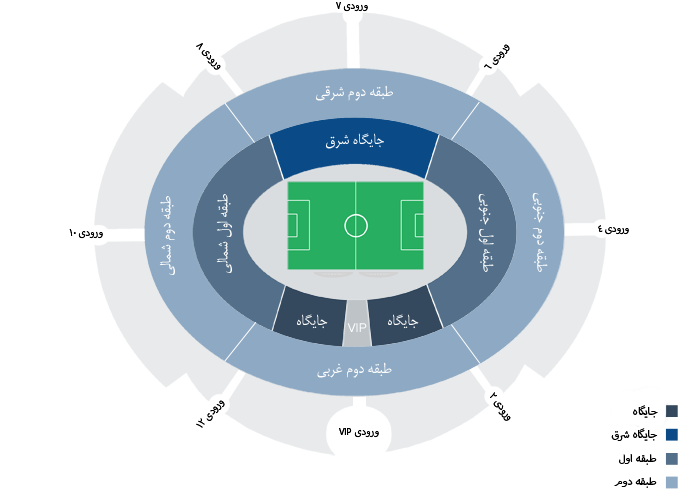 ورودی ۷
ورودی ۸
ورودی ٦
طبقه دوم شرقی
جایگاه شرق
طبقه دوم شمالی
طبقه اول شمالی
طبقه اول جنوبی
طبقه دوم جنوبی
ورودی ۱۰
ورودی ٤
جایگاه
VIP
جایگاه
طبقه دوم غربی
ورودی ۱۲
ورودی ۲
ورودی VIP
جایگاه
جایگاه شرق
طبقه اول
طبقه دوم